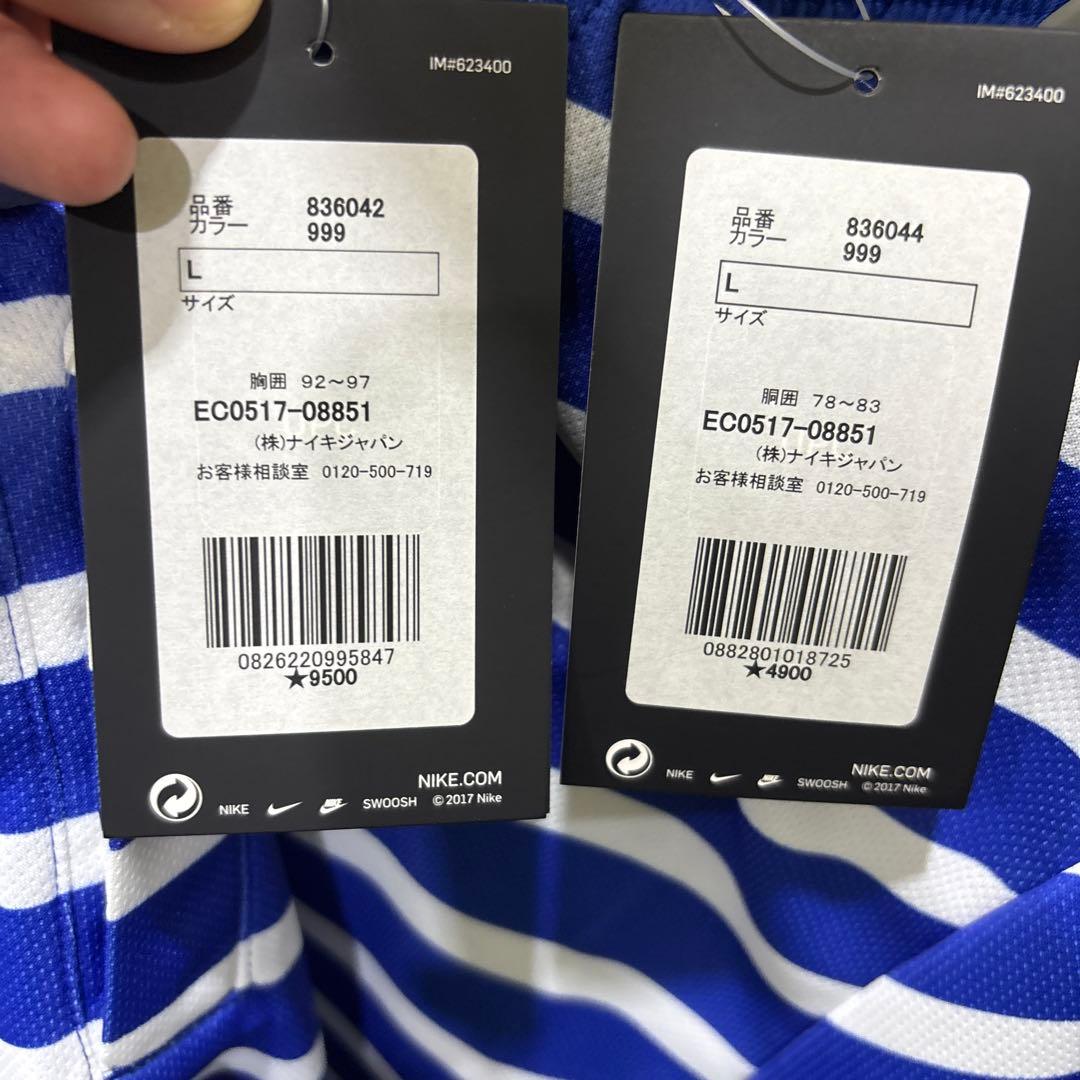 IM#623400
品番 836042
カラー 999
L
サイズ
胸囲 92～97
EC0517-08851
(株)ナイキジャパン
お客様相談室 0120-500-719
0826220995847
★9500
NIKE.COM
NIKE SWOOSH © 2017 Nike
IM#623400
品番 836044
カラー 999
L
サイズ
胴囲 78～83
EC0517-08851
(株)ナイキジャパン
お客様相談室 0120-500-719
0882801018725
★4900
NIKE.COM
NIKE SWOOSH © 2017 Nike